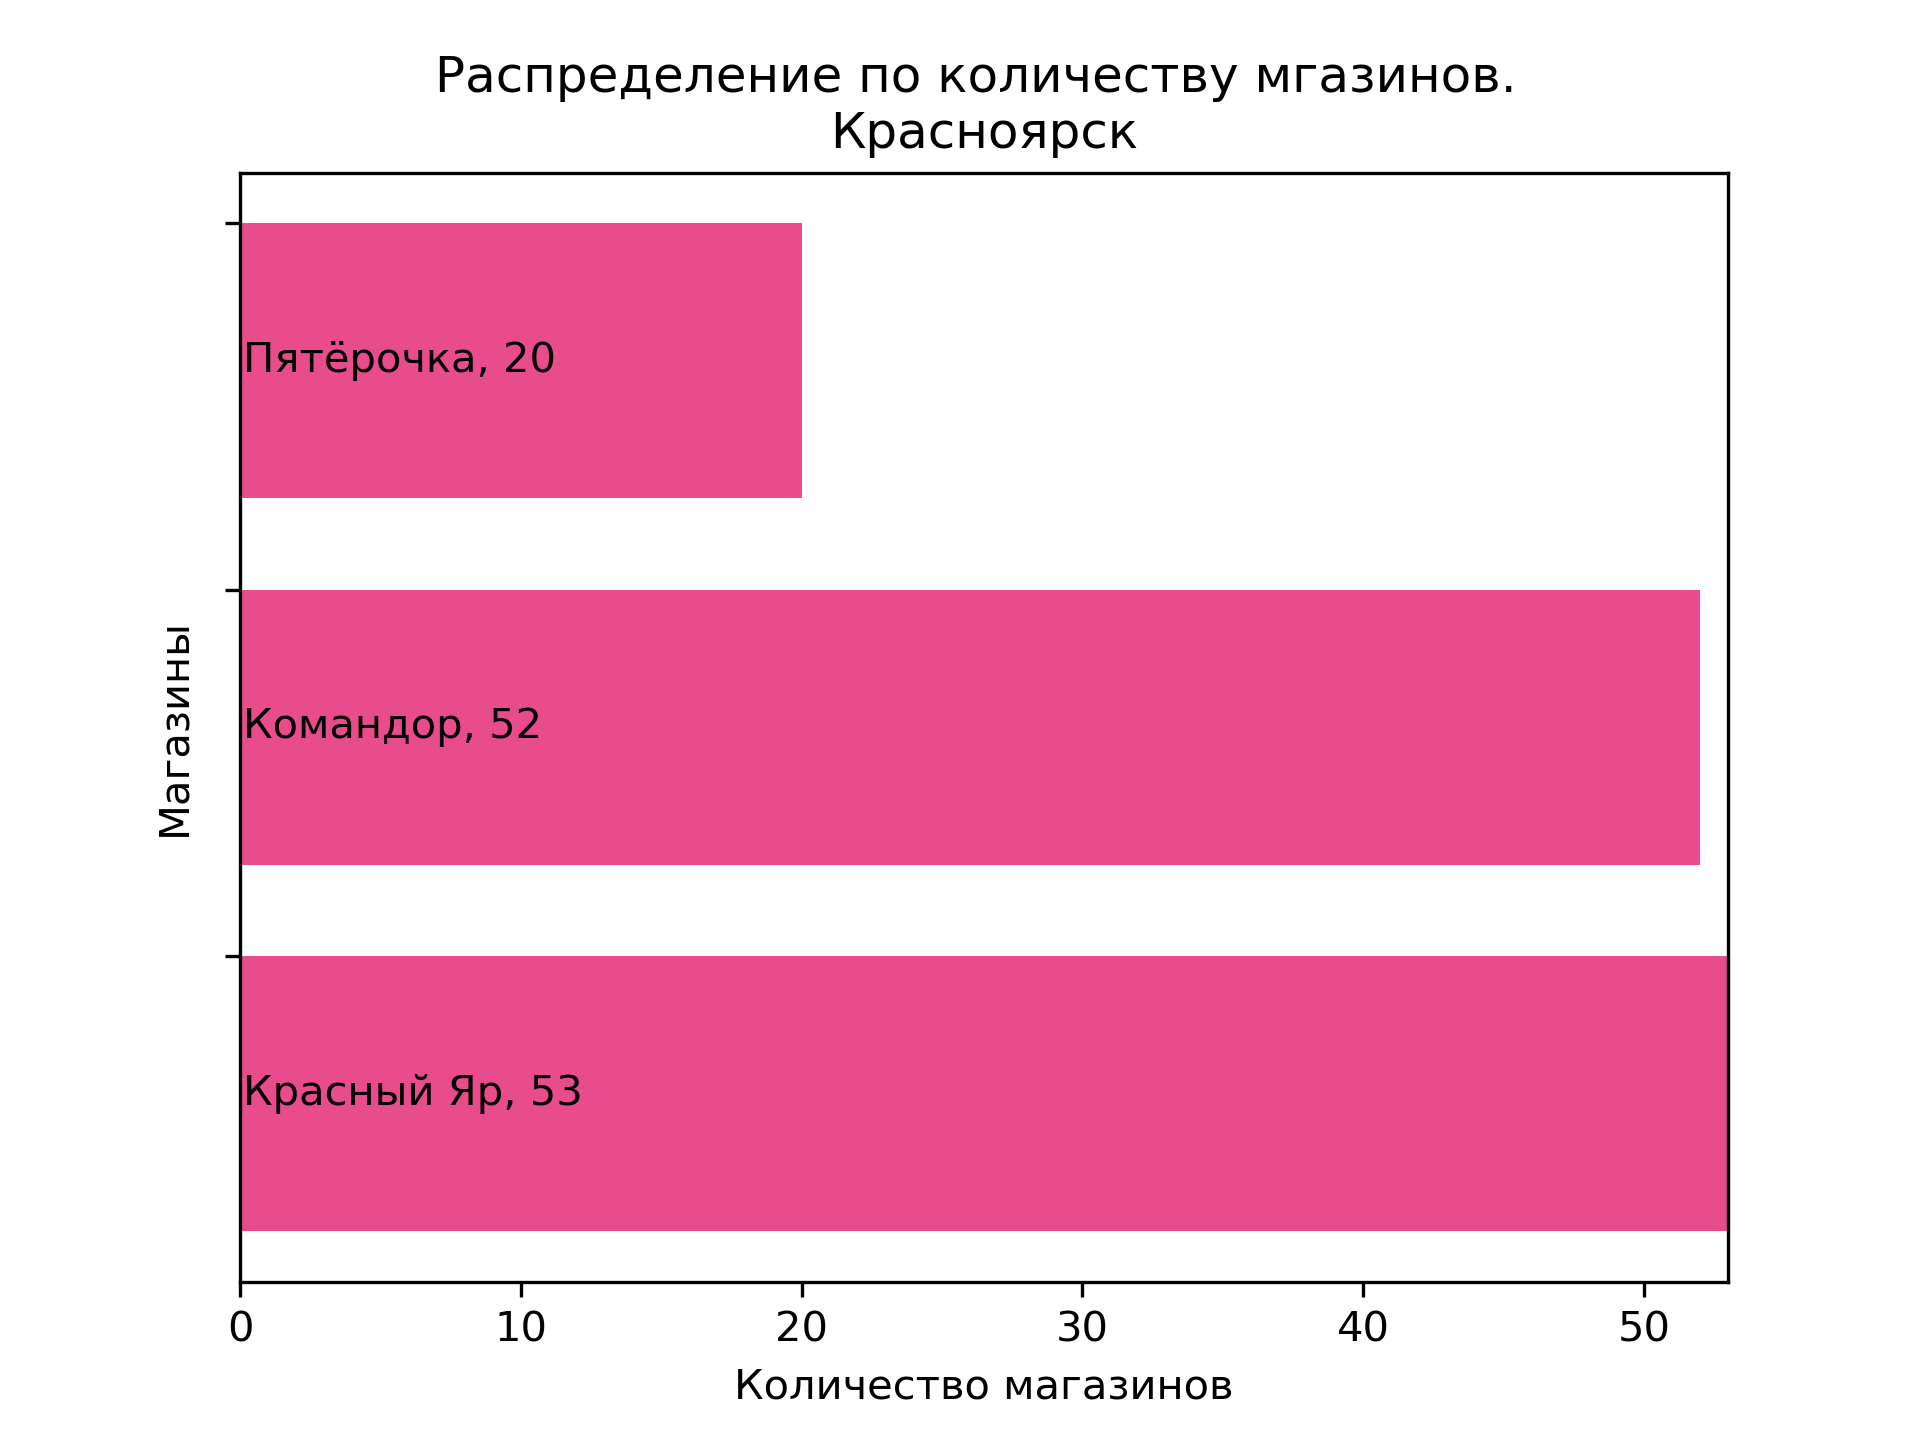 Распределение по количеству мгазинов.
Красноярск
Пятёрочка, 20
Командор, 52
Красный Яр, 53
Магазины
0 10 20 30 40 50
Количество магазинов